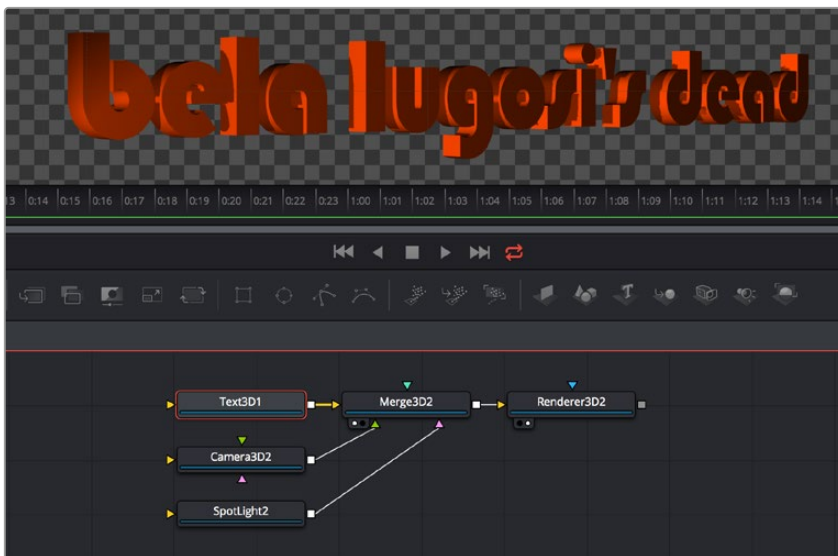 bela lugosi's dead
13 0:14 0:15 0:16 0:17 0:18 0:19 0:20 0:21 0:22 0:23 1:00 1:01 1:02 1:03 1:04 1:05 1:06 1:07 1:08 1:09 1:10 1:11 1:12 1:13 1:14
Text3D1 Merge3D2 Renderer3D2
Camera3D2
SpotLight2